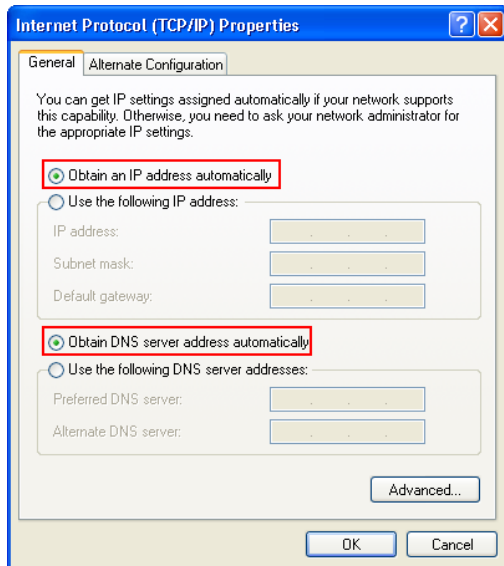 Internet Protocol (TCP/IP) Properties
General
Alternate Configuration
You can get IP settings assigned automatically if your network supports
this capability. Otherwise, you need to ask your network administrator for
the appropriate IP settings.
Obtain an IP address automatically
Use the following IP address:
IP address:
Subnet mask:
Default gateway:
Obtain DNS server address automatically
Use the following DNS server addresses:
Preferred DNS server:
Alternate DNS server:
Advanced...
OK
Cancel